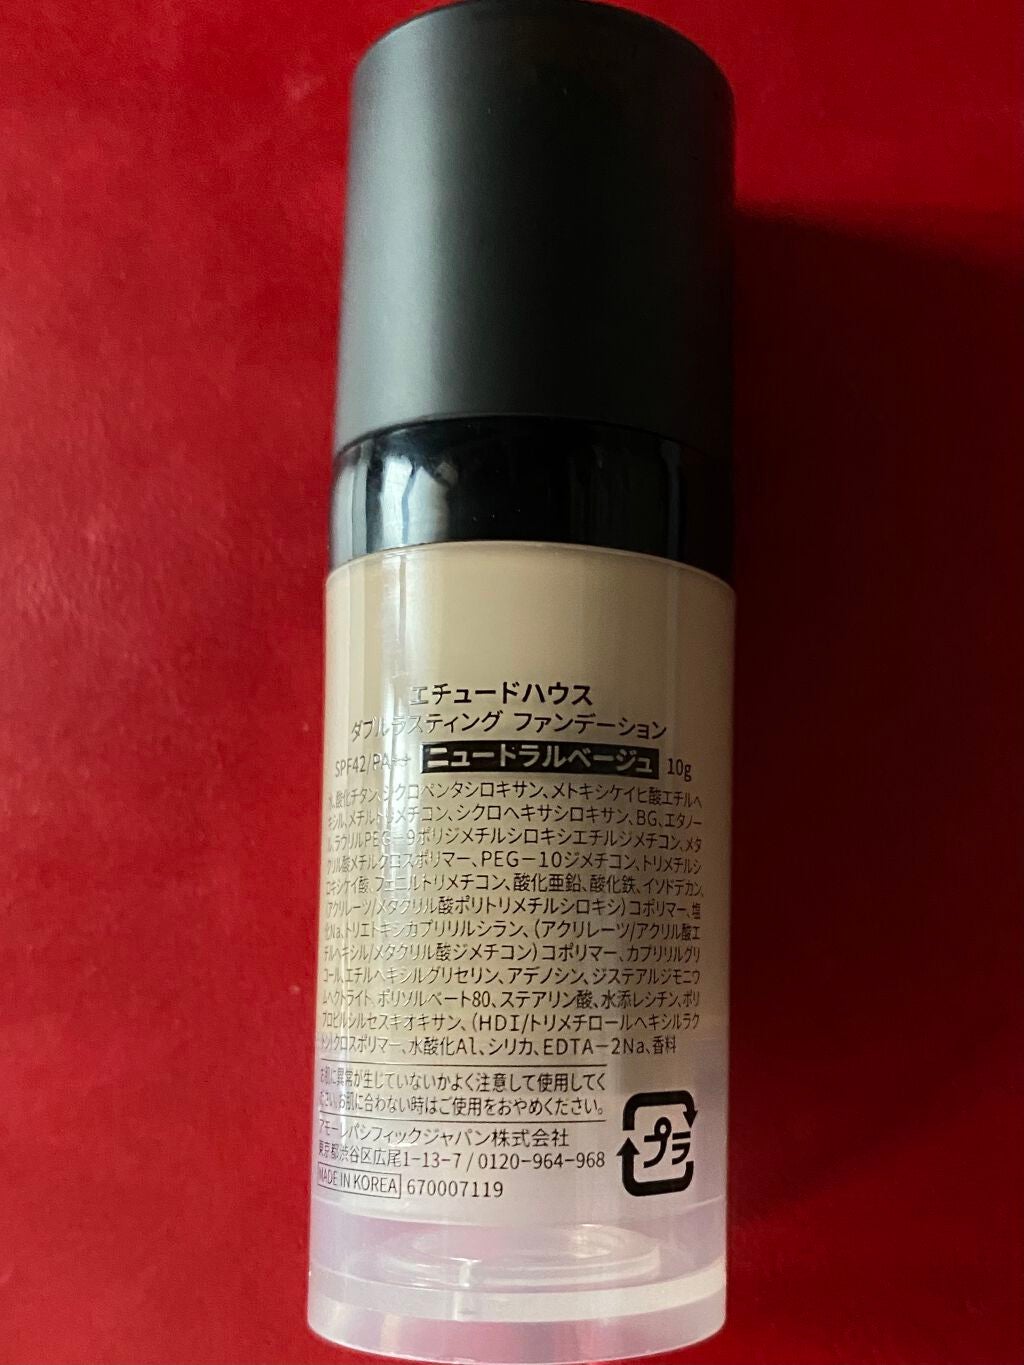 エチュードハウス
ダブルラスティング ファンデーション
SPF42/PA++ ニュートラルベージュ 10g
水、酸化チタン、シクロペンタシロキサン、メトキシケイヒ酸エチルヘ
キシル、メチルトリメチコン、シクロヘキサシロキサン、BG、エタノー
ル、ラウリルPEG-9ポリジメチルシロキシエチルジメチコン、メタ
クリル酸メチルクロスポリマー、PEG-10ジメチコン、トリメチルシ
ロキシケイ酸、フェニルトリメチコン、酸化亜鉛、酸化鉄、イソドデカン、
(アクリレーツ/メタクリル酸ポリトリメチルシロキシ)コポリマー、塩
化Na、トリエトキシカプリリルシラン、(アクリレーツ/アクリル酸エ
チルヘキシル/メタクリル酸ジメチコン)コポリマー、カプリリルグリ
コール、エチルヘキシルグリセリン、アデノシン、ジステアルジモニウ
ムヘクトライト、ポリソルベート80、ステアリン酸、水添レシチン、ポリ
プロピルシルセスキオキサン、(HDI/トリメチロールヘキシルラク
トン)クロスポリマー、水酸化Al、シリカ、EDTA-2Na、香料
お肌に異常が生じていないかよく注意して使用してく
ださい。お肌に合わない時はご使用をおやめください。
アモーレパシフィックジャパン株式会社
東京都渋谷区広尾1-13-7 / 0120-964-968
MADE IN KOREA 670007119
プラ